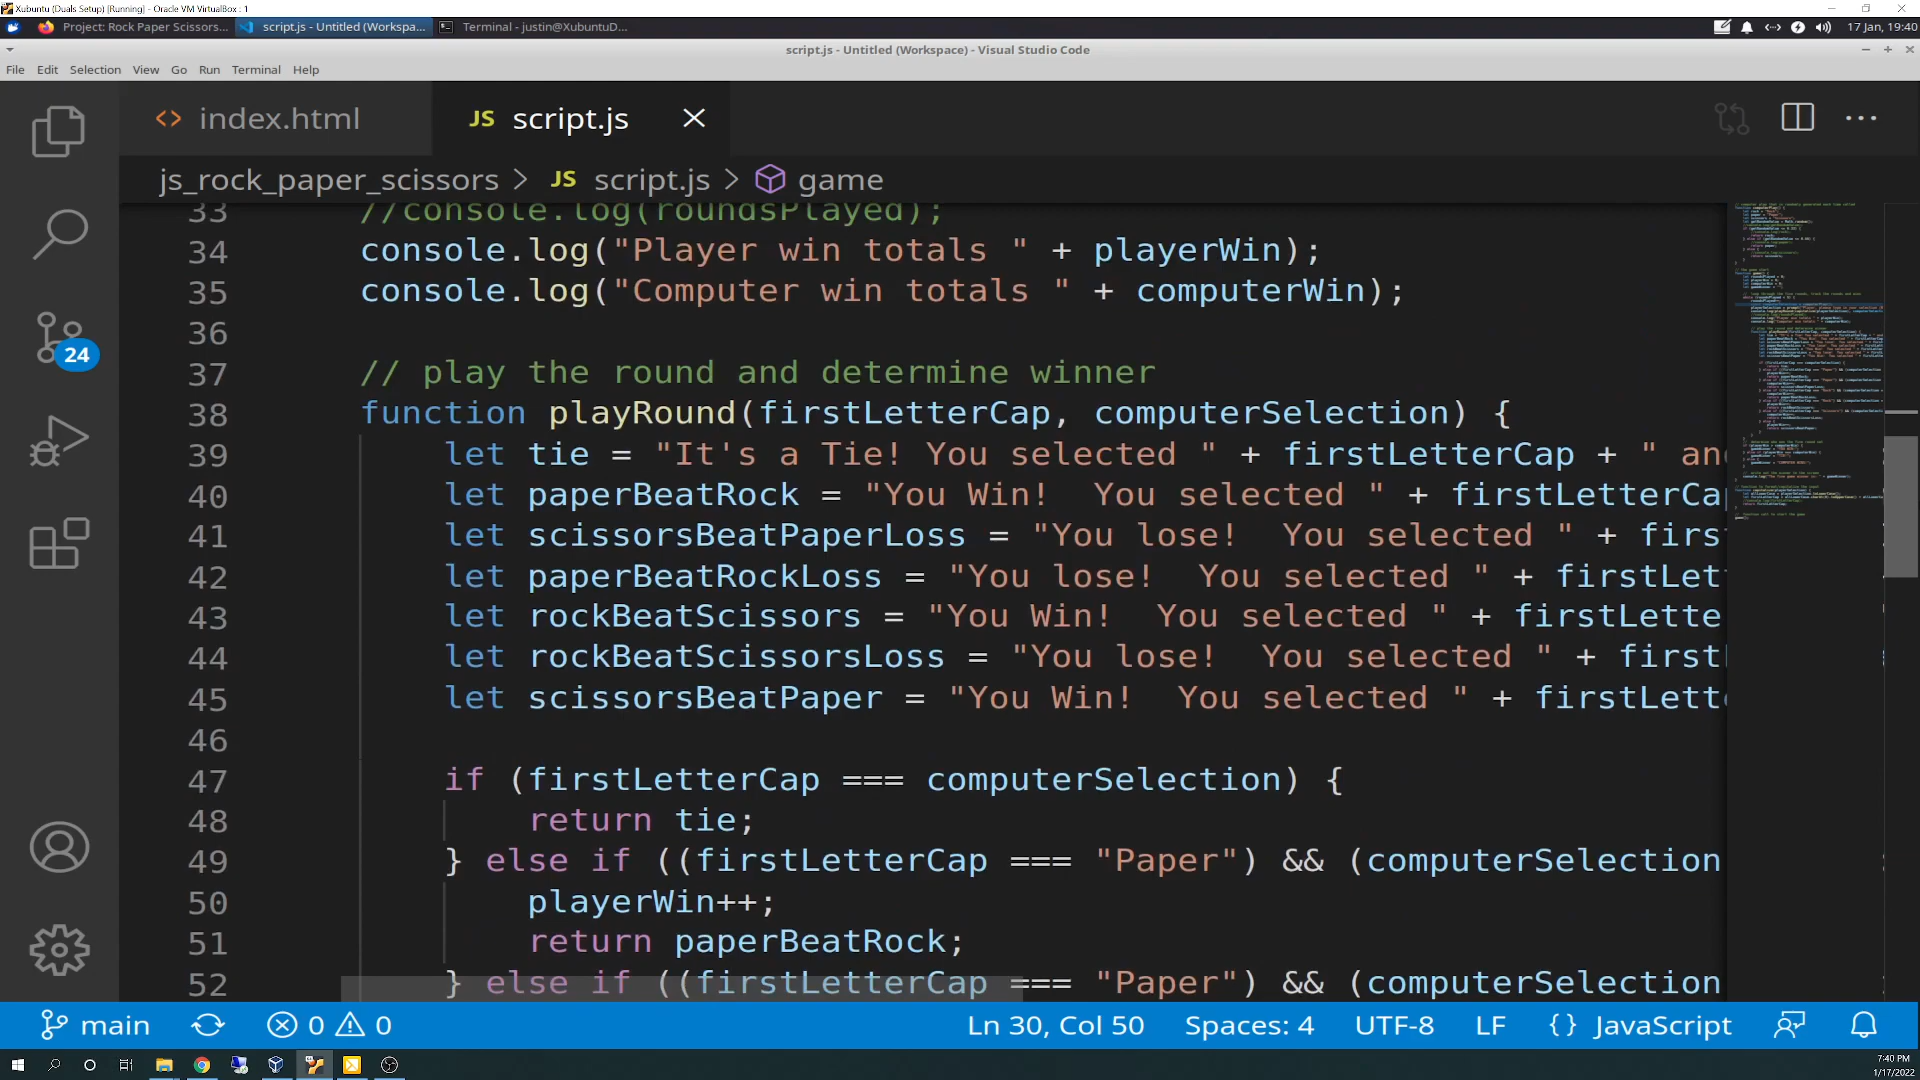 Xubuntu (Duals Setup) [Running] - Oracle VM VirtualBox : 1
Project: Rock Paper Scissors...
script.js - Untitled (Workspa...
Terminal - justin@XubuntuD...
17 Jan, 19:40
script.js - Untitled (Workspace) - Visual Studio Code
File Edit Selection View Go Run Terminal Help
<> index.html
JS script.js
js_rock_paper_scissors > JS script.js > game
33 //console.log(roundsPlayed);
34 console.log("Player win totals " + playerWin);
35 console.log("Computer win totals " + computerWin);
36
37 // play the round and determine winner
38 function playRound(firstLetterCap, computerSelection) {
39 let tie = "It's a Tie! You selected " + firstLetterCap + " and
40 let paperBeatRock = "You Win!  You selected " + firstLetterCap
41 let scissorsBeatPaperLoss = "You lose!  You selected " + firs
42 let paperBeatRockLoss = "You lose!  You selected " + firstLet
43 let rockBeatScissors = "You Win!  You selected " + firstLette
44 let rockBeatScissorsLoss = "You lose!  You selected " + first
45 let scissorsBeatPaper = "You Win!  You selected " + firstLett
46
47 if (firstLetterCap === computerSelection) {
48 return tie;
49 } else if ((firstLetterCap === "Paper") && (computerSelection
50 playerWin++;
51 return paperBeatRock;
52 } else if ((firstLetterCap === "Paper") && (computerSelection
24
main
0 0
Ln 30, Col 50
Spaces: 4
UTF-8
LF
{ } JavaScript
7:40 PM
1/17/2022